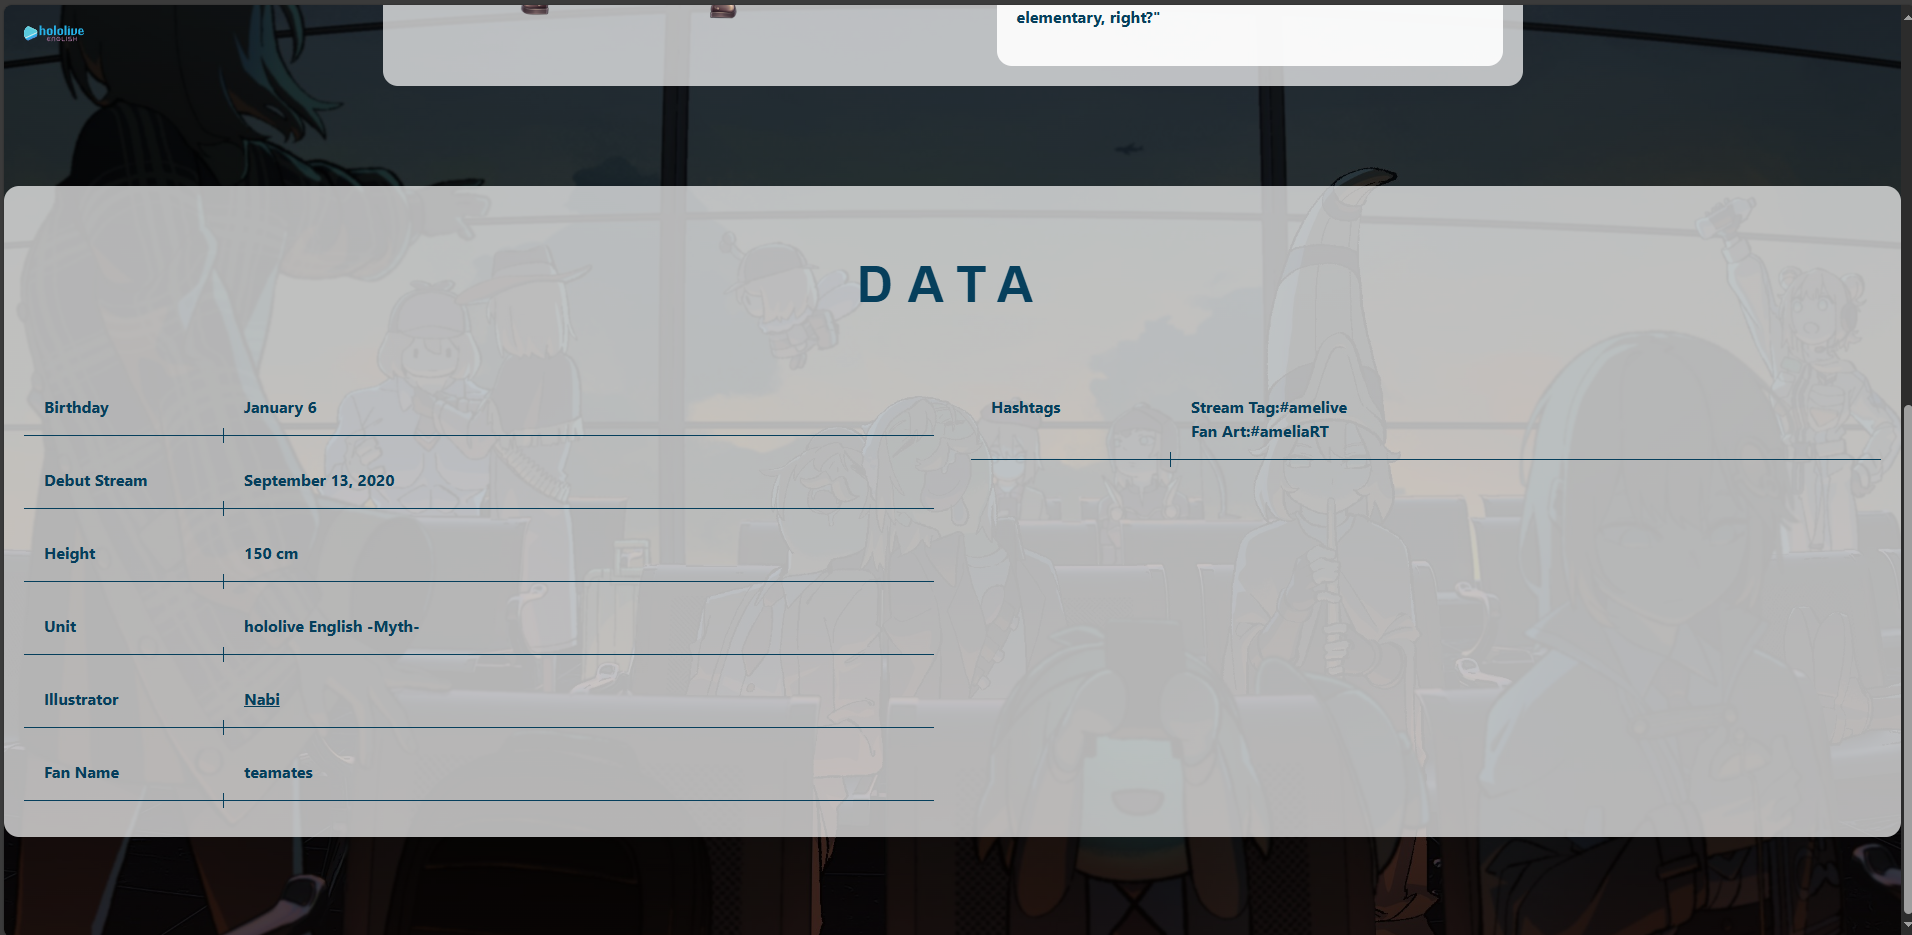 hololive
ENGLISH
elementary, right?"
DATA
Birthday
January 6
Debut Stream
September 13, 2020
Height
150 cm
Unit
hololive English -Myth-
Illustrator
Nabi
Fan Name
teamates
Hashtags
Stream Tag:#amelive
Fan Art:#ameliaRT